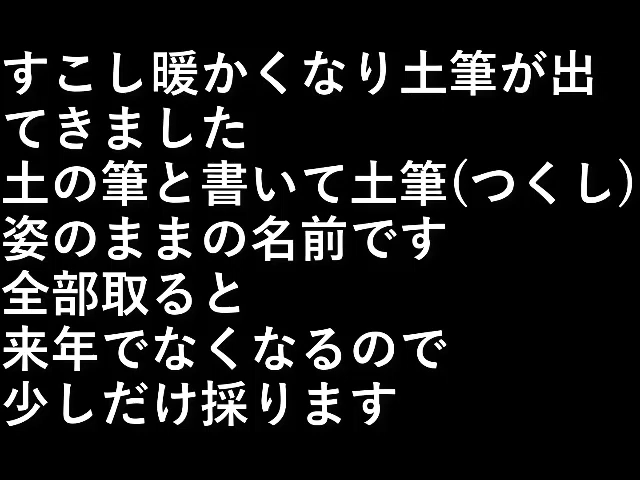 すこし暖かくなり土筆が出
てきました
土の筆と書いて土筆(つくし)
姿のままの名前です
全部取ると
来年でなくなるので
少しだけ採ります